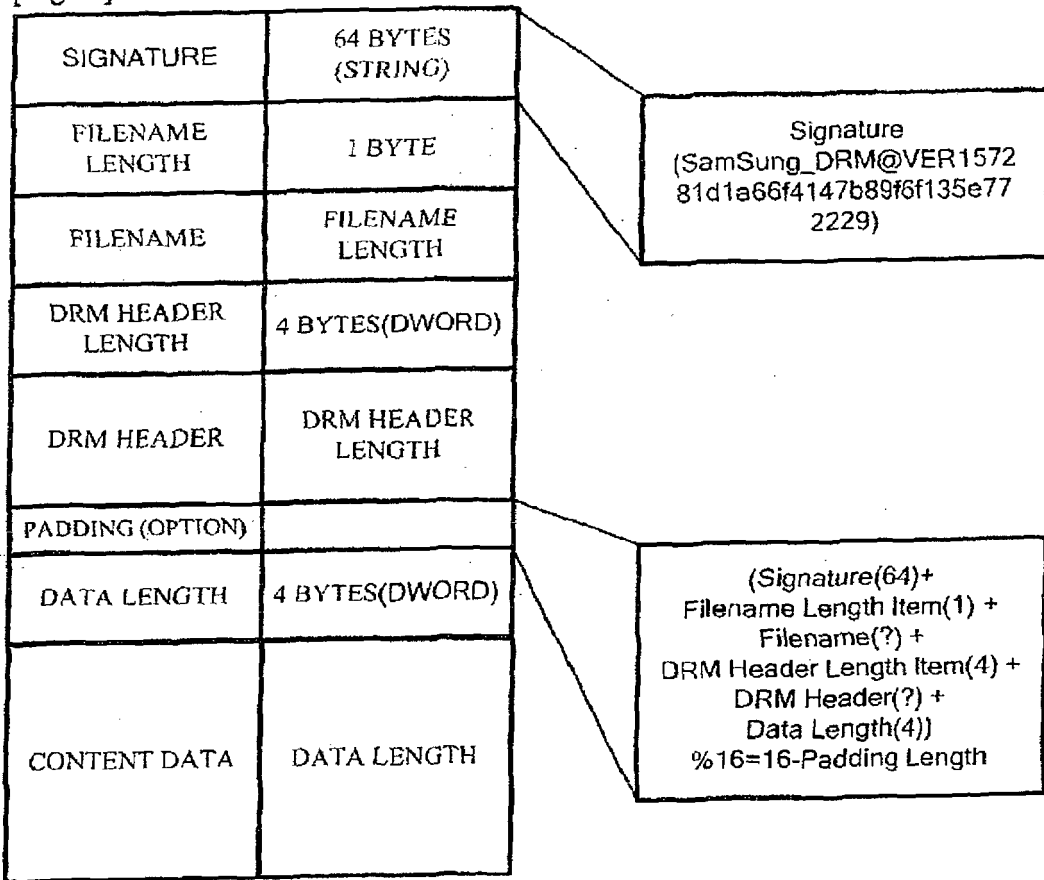 SIGNATURE
64 BYTES
(STRING)
FILENAME
LENGTH
1 BYTE
FILENAME
FILENAME
LENGTH
DRM HEADER
LENGTH
4 BYTES(DWORD)
DRM HEADER
DRM HEADER
LENGTH
PADDING (OPTION)
DATA LENGTH
4 BYTES(DWORD)
CONTENT DATA
DATA LENGTH
Signature
(SamSung_DRM@VER1572
81d1a66f4147b89f6f135e77
2229)
(Signature(64)+
Filename Length Item(1) +
Filename(?) +
DRM Header Length Item(4) +
DRM Header(?) +
Data Length(4))
%16=16-Padding Length